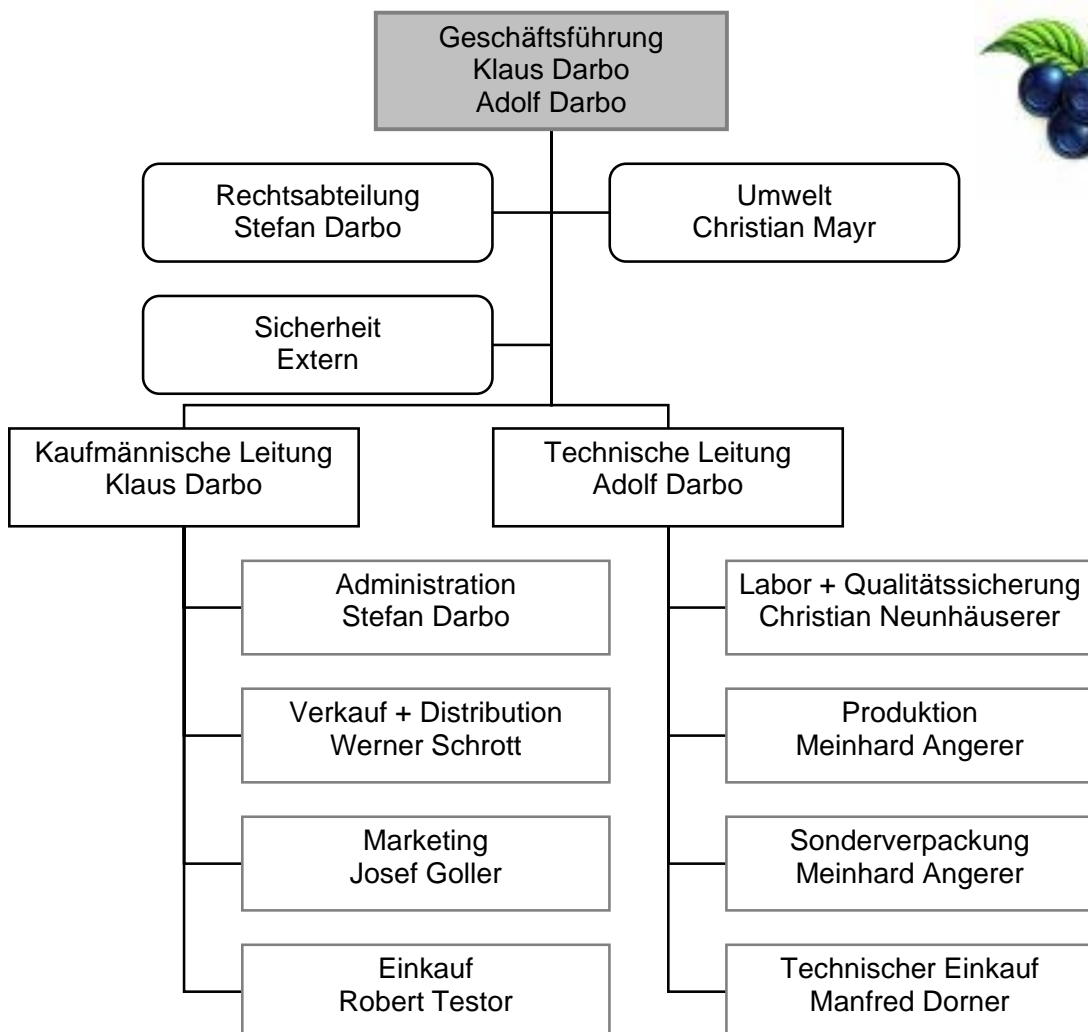 Geschäftsführung
Klaus Darbo
Adolf Darbo
Rechtsabteilung
Stefan Darbo
Umwelt
Christian Mayr
Sicherheit
Extern
Kaufmännische Leitung
Klaus Darbo
Technische Leitung
Adolf Darbo
Administration
Stefan Darbo
Labor + Qualitätssicherung
Christian Neunhäuserer
Verkauf + Distribution
Werner Schrott
Produktion
Meinhard Angerer
Marketing
Josef Goller
Sonderverpackung
Meinhard Angerer
Einkauf
Robert Testor
Technischer Einkauf
Manfred Dorner